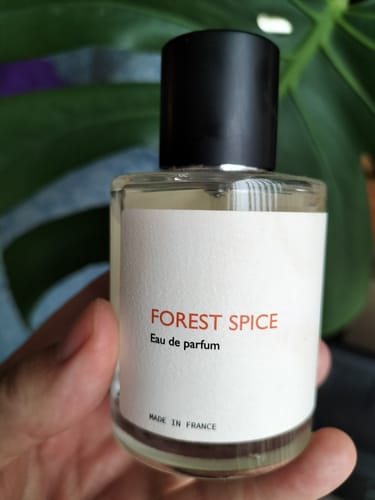 FOREST SPICE
Eau de parfum
MADE IN FRANCE